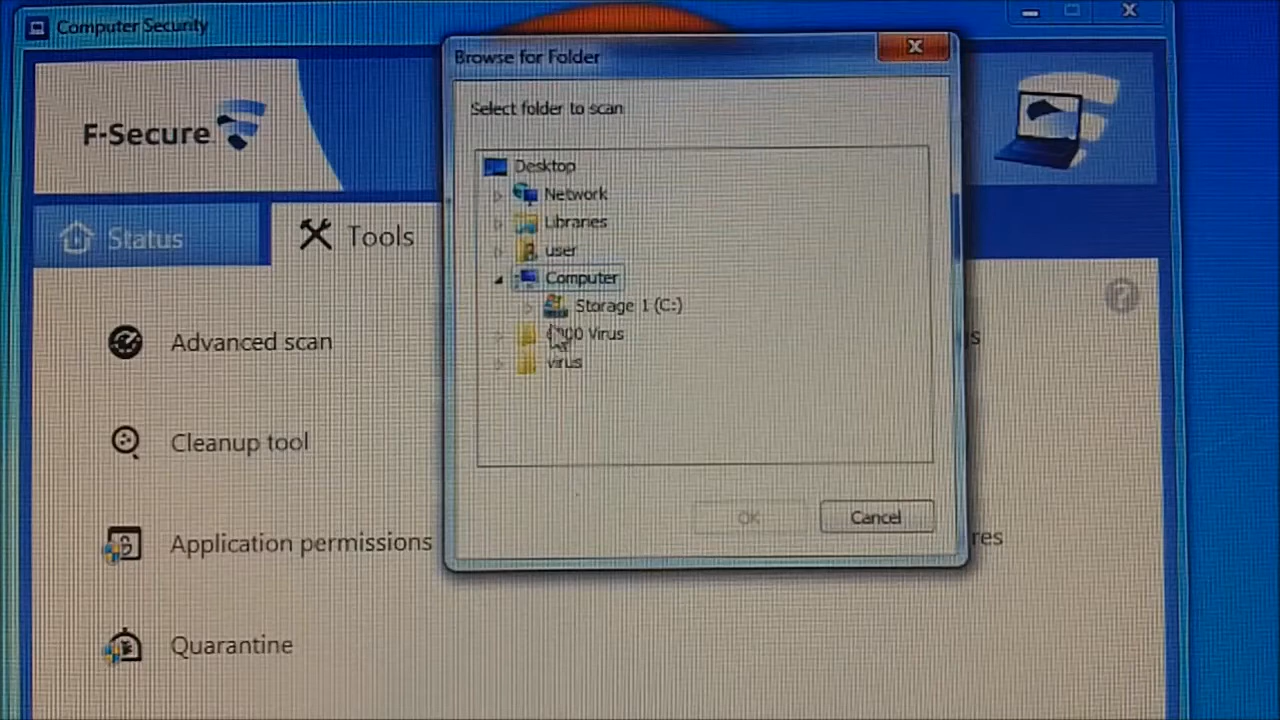 Computer Security
Browse for Folder
Select folder to scan
F-Secure
Desktop
Network
Libraries
user
Computer
Storage 1 (C:)
Virus
virus
Status
Tools
Advanced scan
Cleanup tool
Application permissions
Quarantine
OK
Cancel